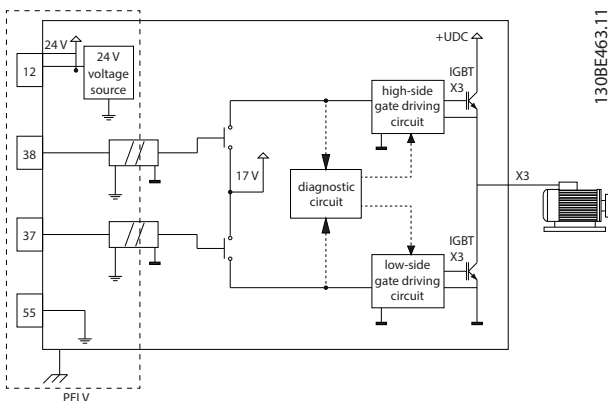 130BE463.11
24 V
12
24 V
voltage
source
+UDC
IGBT
X3
high-side
gate driving
circuit
38
17 V
diagnostic
circuit
X3
37
IGBT
X3
low-side
gate driving
circuit
55
PELV